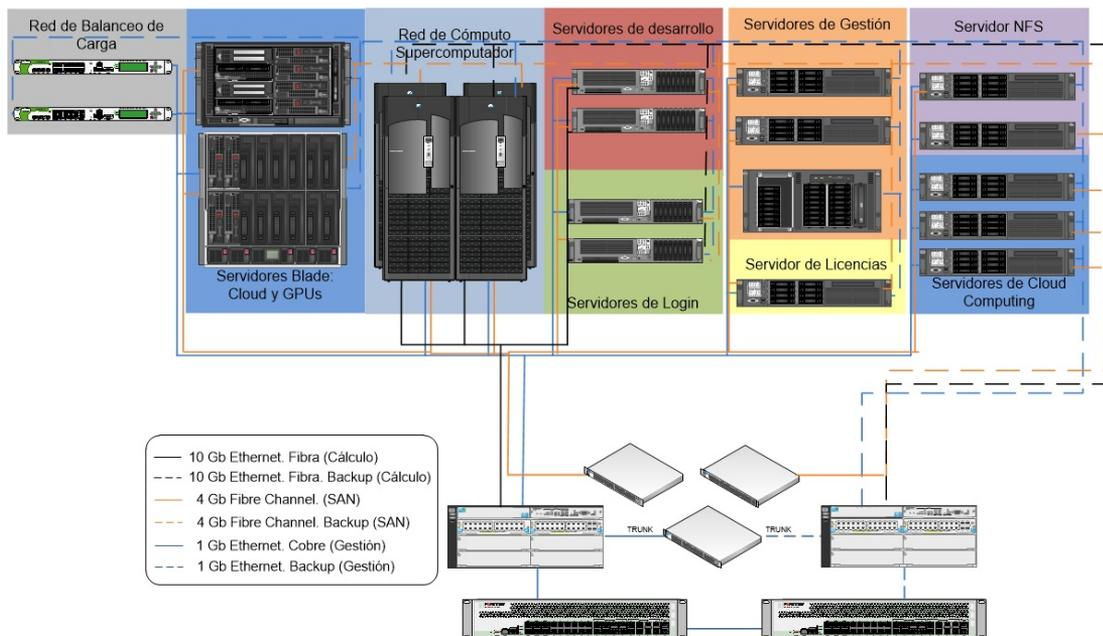 Red de Balanceo de
Carga
Red de Cómputo
Supercomputador
Servidores de desarrollo
Servidores de Gestión
Servidor NFS
Servidores Blade:
Cloud y GPUs
Servidores de Login
Servidor de Licencias
Servidores de Cloud
Computing
10 Gb Ethernet. Fibra (Cálculo)
10 Gb Ethernet. Fibra. Backup (Cálculo)
4 Gb Fibre Channel. (SAN)
4 Gb Fibre Channel. Backup (SAN)
1 Gb Ethernet. Cobre (Gestión)
1 Gb Ethernet. Backup (Gestión)
TRUNK
TRUNK